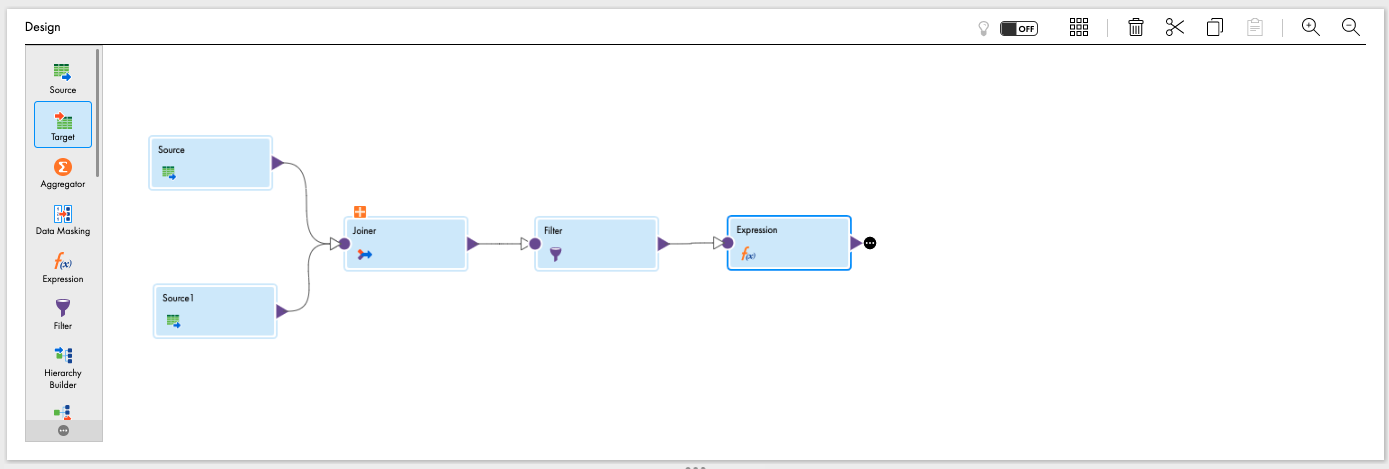 Design
OFF
Source
Target
Σ
Aggregator
Data Masking
f(x)
Expression
Filter
Hierarchy
Builder
Source
Joiner
Filter
Expression
f(x)
Source1